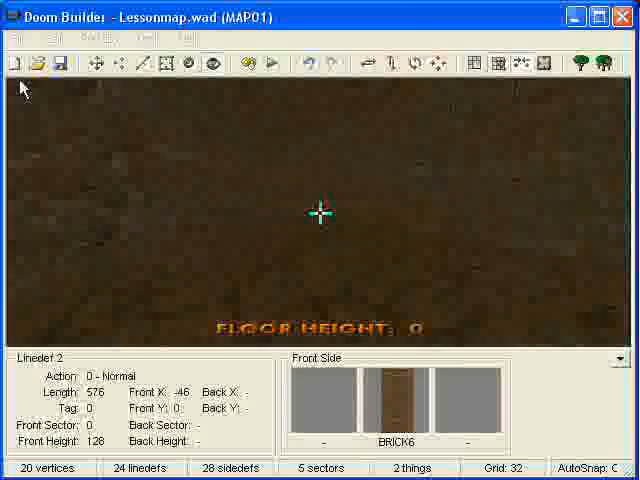 Doom Builder - Lessonmap.wad (MAP01)
FLOOR HEIGHT: 0
Linedef 2
Action: 0 - Normal
Length: 576 Front X: -46 Back X: -
Tag: 0 Front Y: 0 Back Y: -
Front Sector: 0 Back Sector: -
Front Height: 128 Back Height: -
Front Side
- BRICK6 -
20 vertices 24 linedefs 28 sidedefs 5 sectors 2 things Grid: 32 AutoSnap: